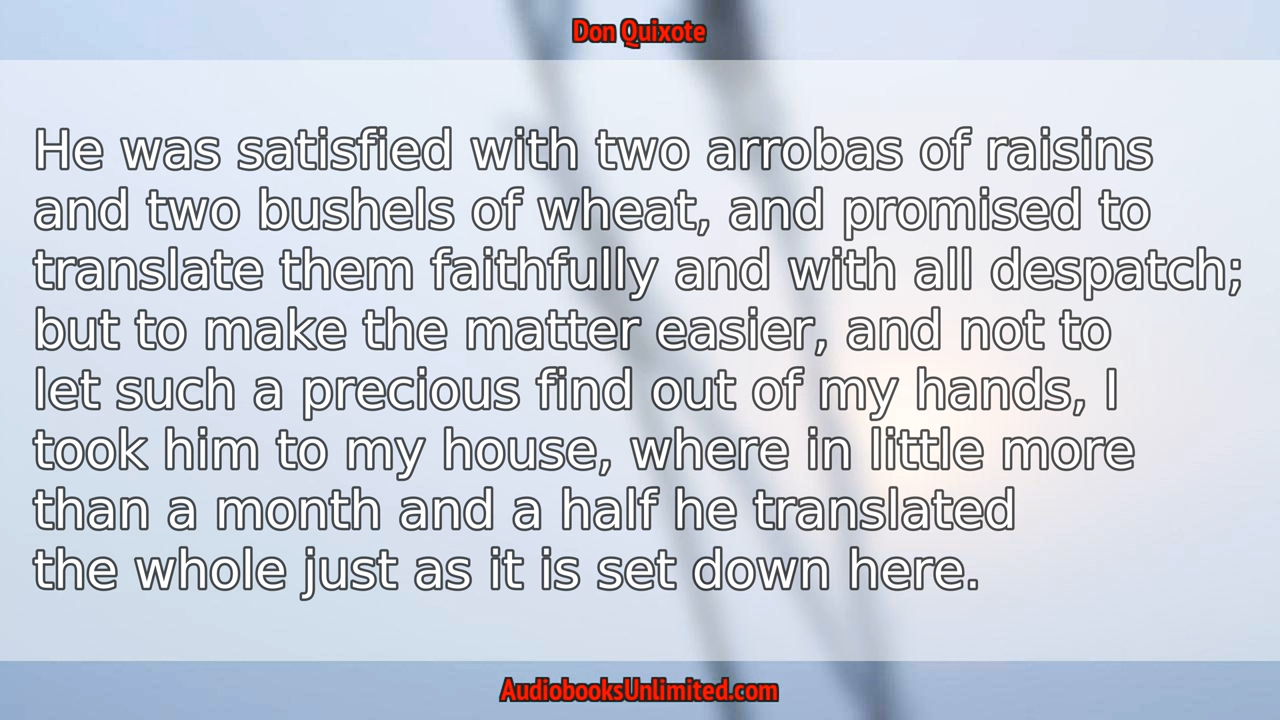 Don Quixote
He was satisfied with two arrobas of raisins
and two bushels of wheat, and promised to
translate them faithfully and with all despatch;
but to make the matter easier, and not to
let such a precious find out of my hands, I
took him to my house, where in little more
than a month and a half he translated
the whole just as it is set down here.
AudiobooksUnlimited.com